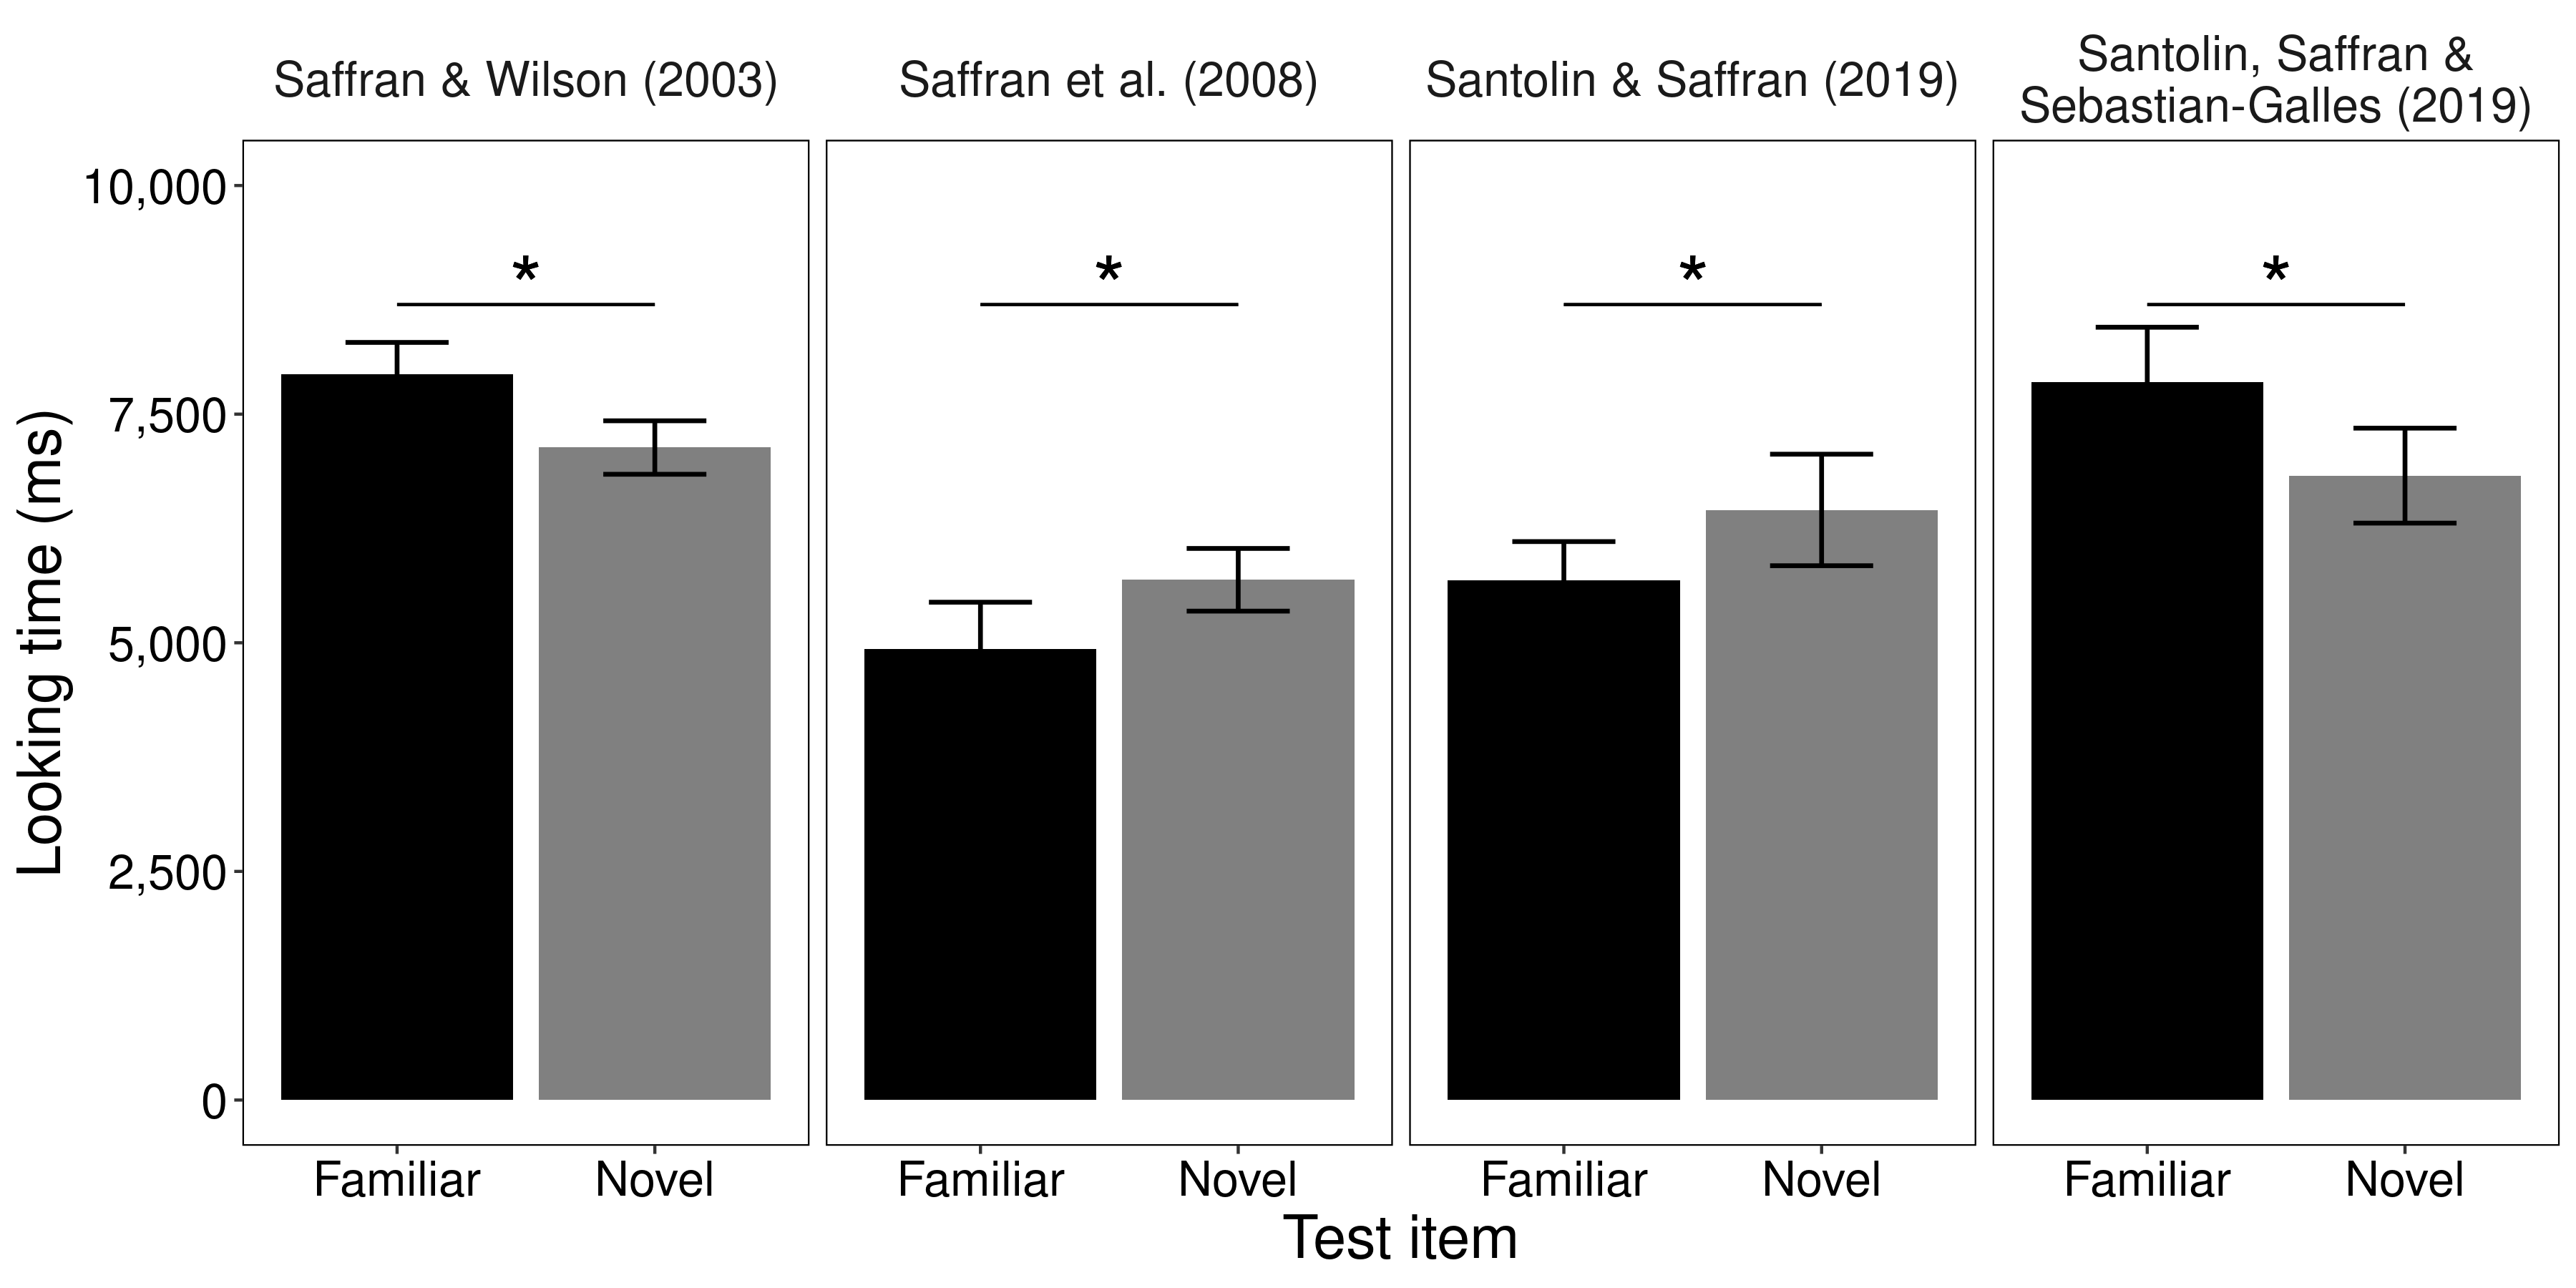 Saffran & Wilson (2003)
Saffran et al. (2008)
Santolin & Saffran (2019)
Santolin, Saffran &
Sebastian-Galles (2019)
Looking time (ms)
10,000
7,500
5,000
2,500
0
*
*
*
*
Familiar
Novel
Familiar
Novel
Familiar
Novel
Familiar
Novel
Test item